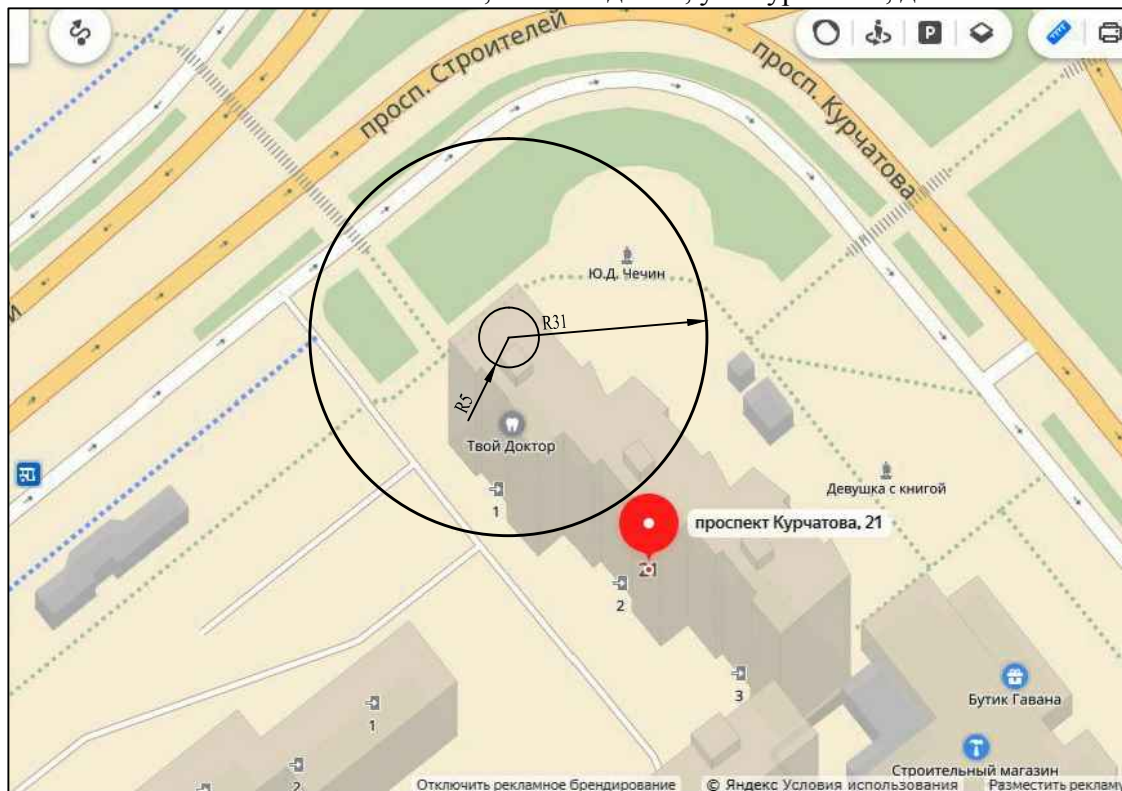 просп. Строителей
просп. Курчатова
P
Ю.Д. Чечин
R31
R5
Твой Доктор
1
Девушка с книгой
проспект Курчатова, 21
2
3
Бутик Гавана
1
Строительный магазин
2
Отключить рекламное брендирование
© Яндекс Условия использования
Разместить рекламу